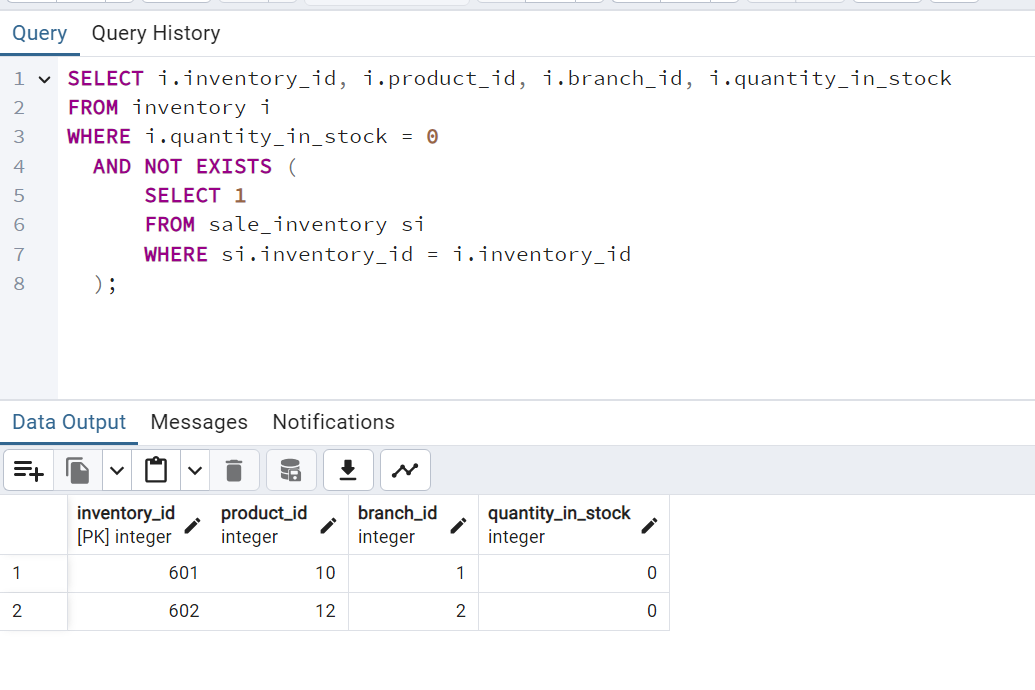 Query Query History
1 SELECT i.inventory_id, i.product_id, i.branch_id, i.quantity_in_stock
2 FROM inventory i
3 WHERE i.quantity_in_stock = 0
4 AND NOT EXISTS (
5 SELECT 1
6 FROM sale_inventory si
7 WHERE si.inventory_id = i.inventory_id
8 );
Data Output Messages Notifications
inventory_id product_id branch_id quantity_in_stock
[PK] integer integer integer integer
1 601 10 1 0
2 602 12 2 0